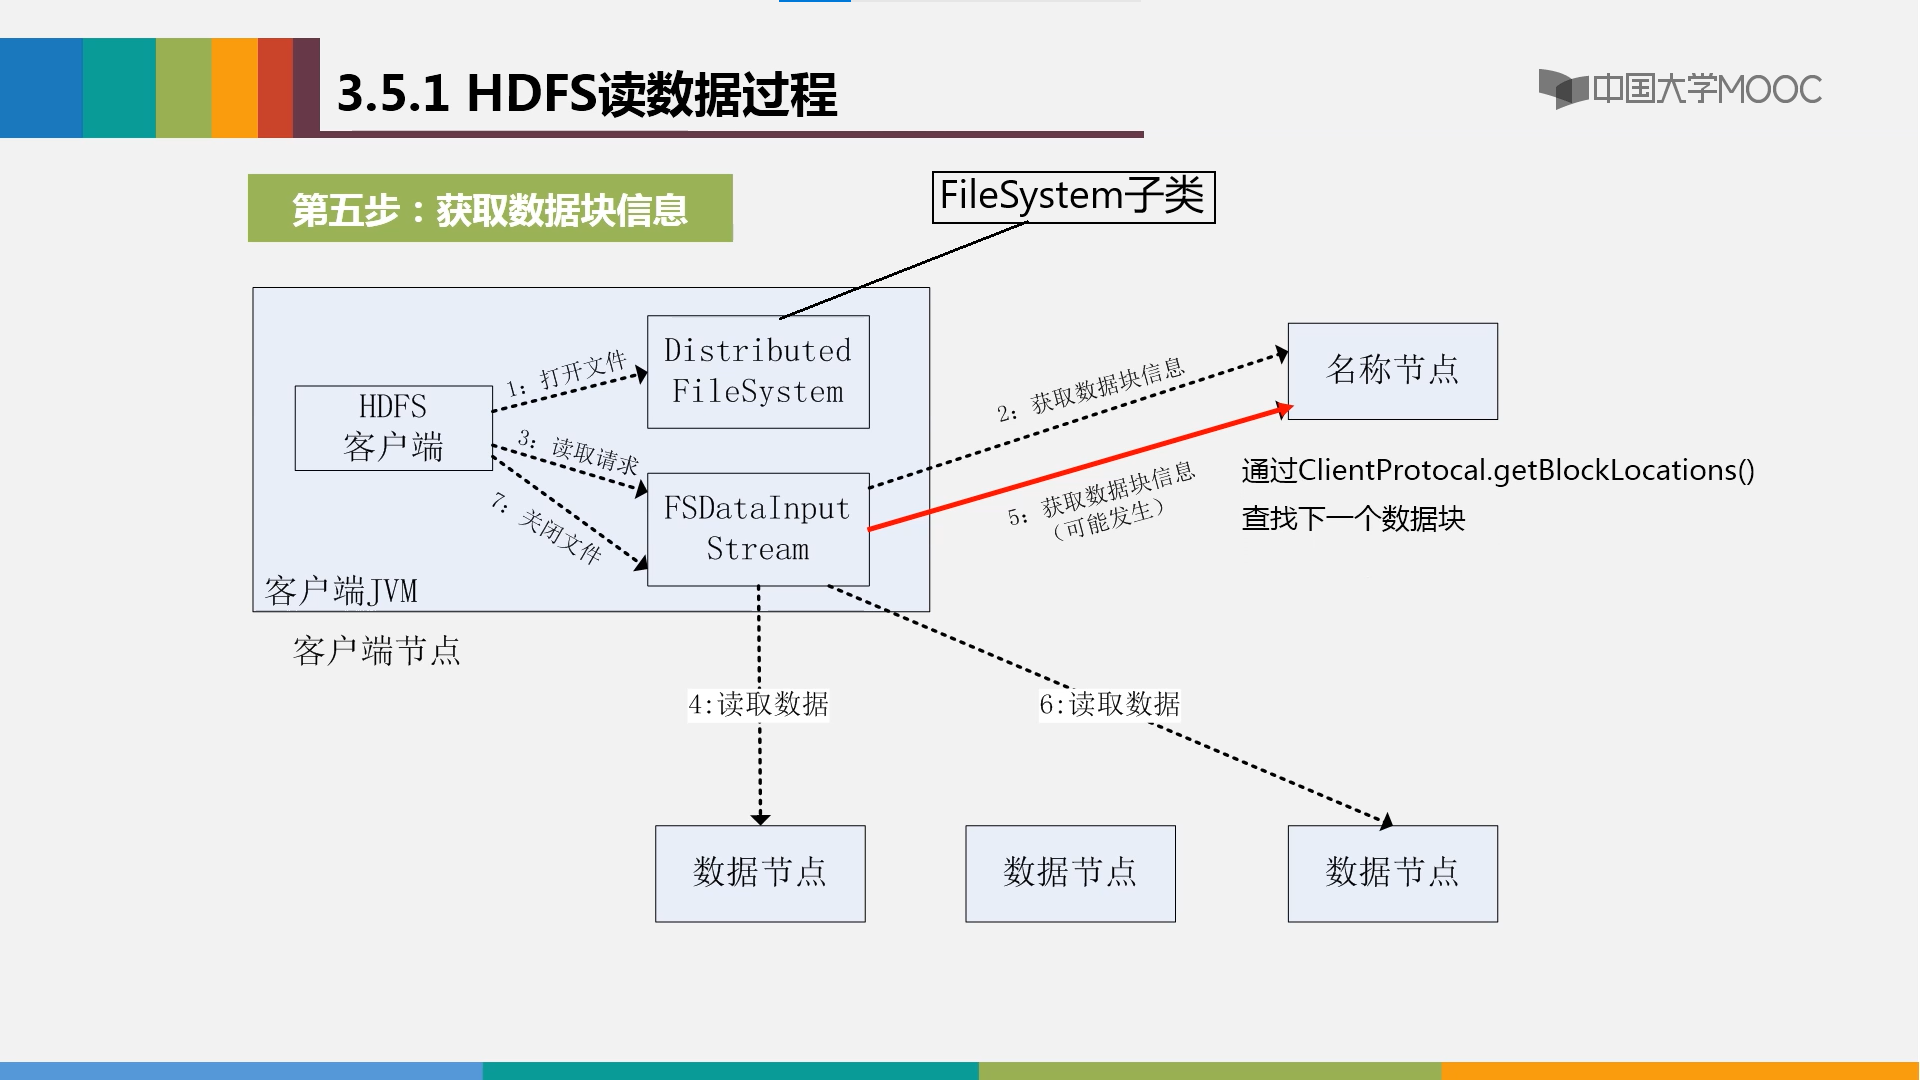 3.5.1 HDFS读数据过程
中国大学MOOC
第五步：获取数据块信息
FileSystem子类
Distributed
FileSystem
HDFS
客户端
1：打开文件
3：读取请求
7：关闭文件
FSDataInput
Stream
客户端JVM
客户端节点
2：获取数据块信息
名称节点
5：获取数据块信息
（可能发生）
通过ClientProtocal.getBlockLocations()
查找下一个数据块
4:读取数据
6:读取数据
数据节点
数据节点
数据节点